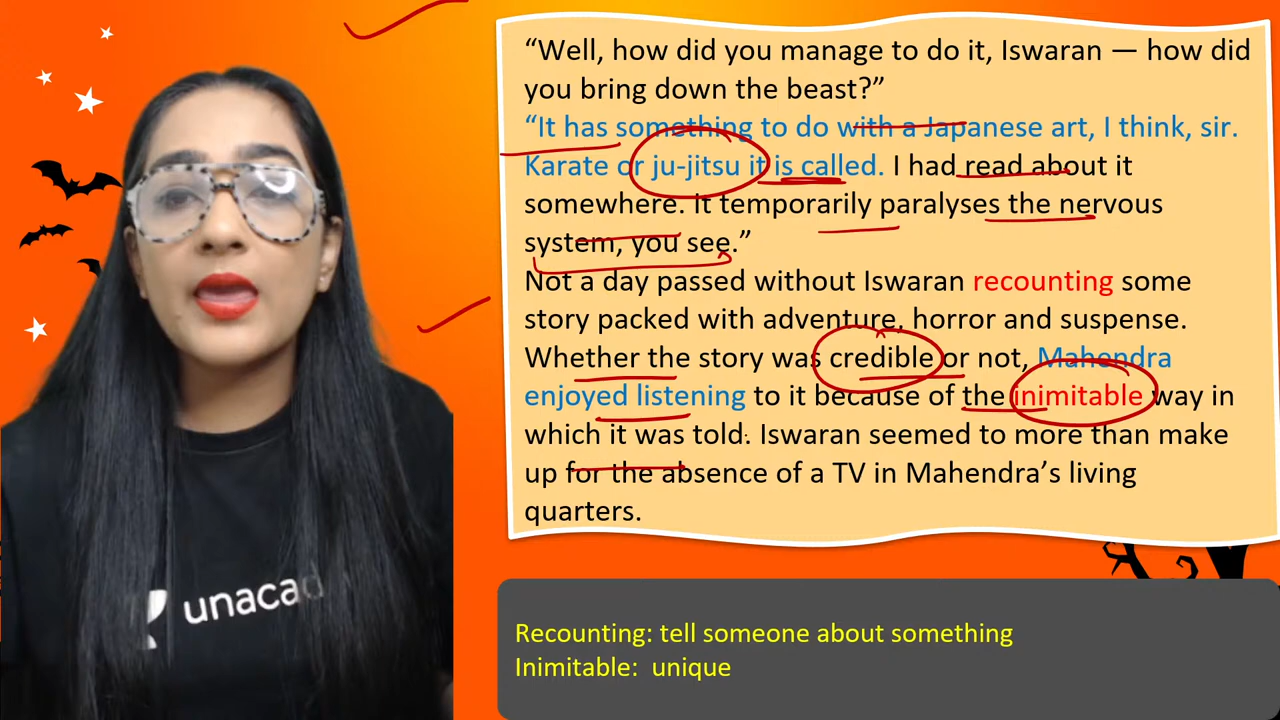 “Well, how did you manage to do it, Iswaran — how did
you bring down the beast?”
“It has something to do with a Japanese art, I think, sir.
Karate or ju-jitsu it is called. I had read about it
somewhere. It temporarily paralyses the nervous
system, you see.”
Not a day passed without Iswaran recounting some
story packed with adventure, horror and suspense.
Whether the story was credible or not, Mahendra
enjoyed listening to it because of the inimitable way in
which it was told. Iswaran seemed to more than make
up for the absence of a TV in Mahendra’s living
quarters.
unacad
Recounting: tell someone about something
Inimitable: unique